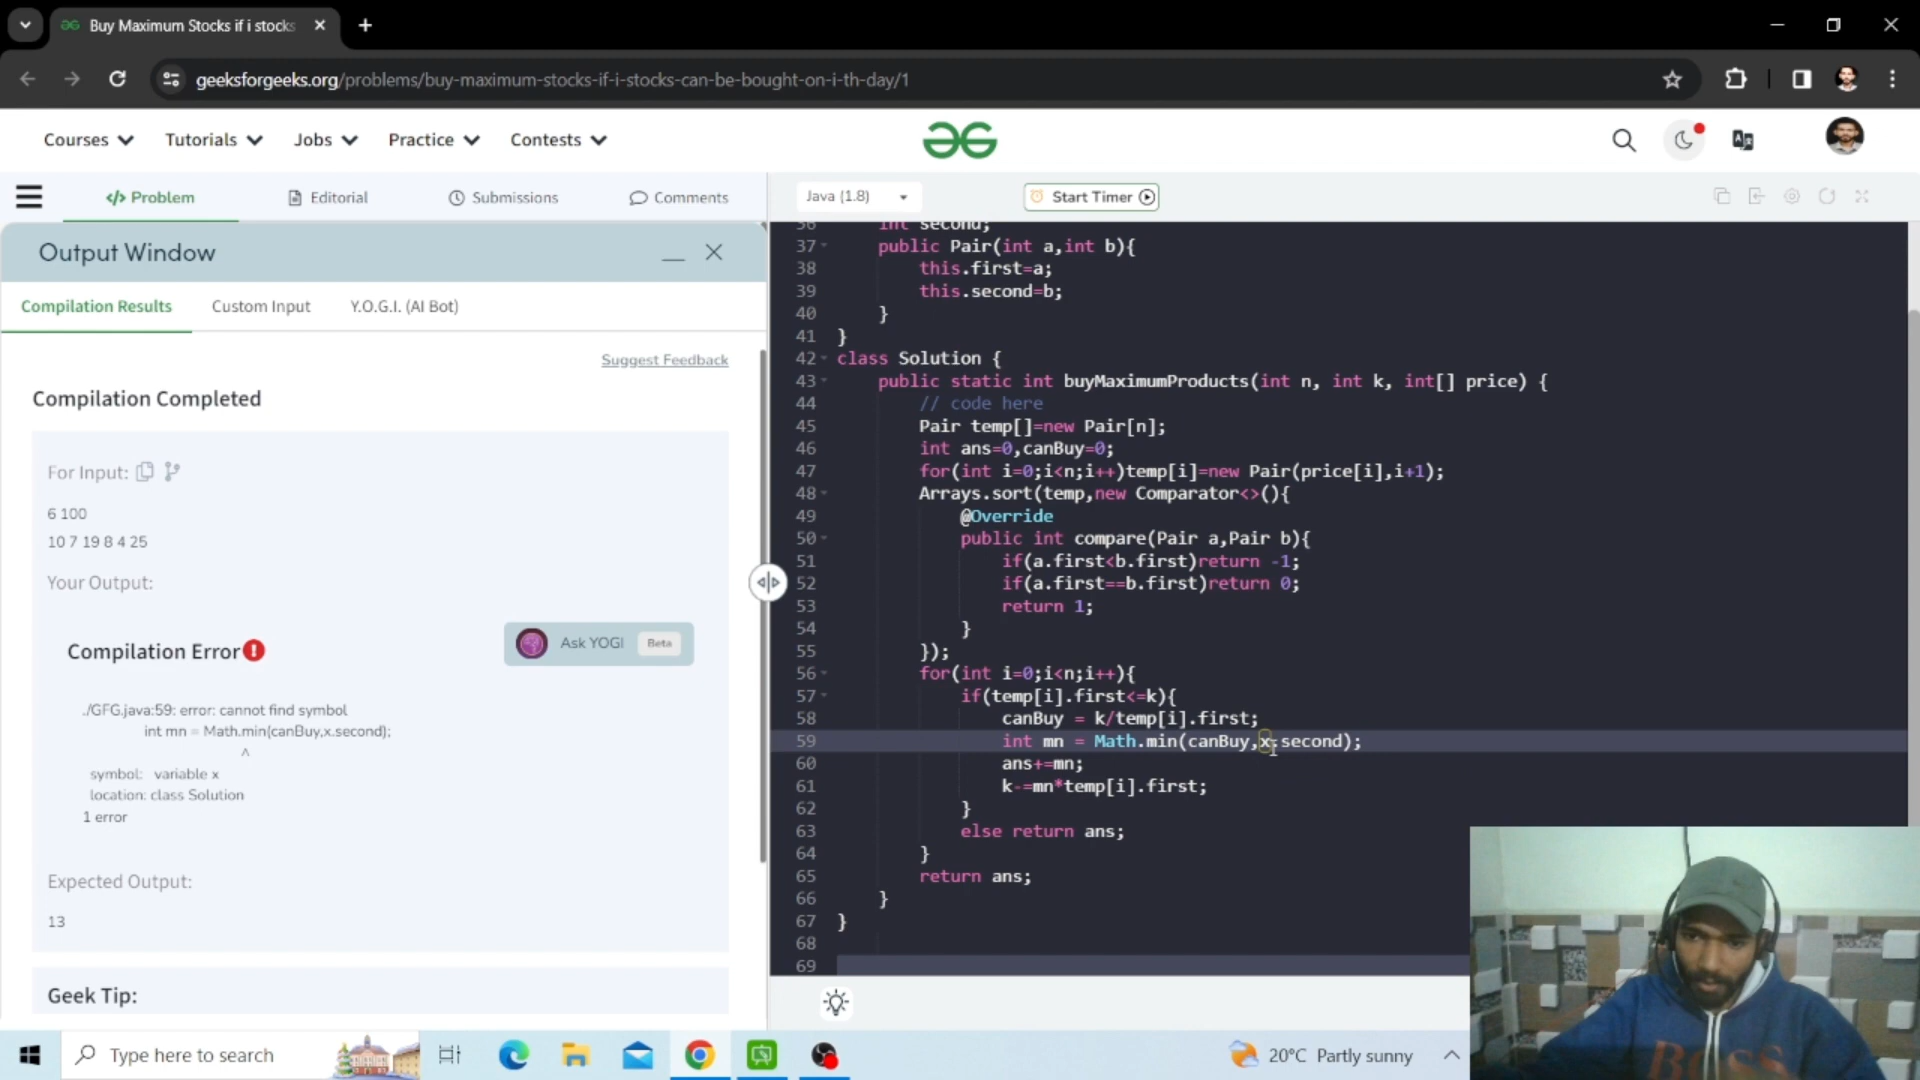 Buy Maximum Stocks if i stocks
geeksforgeeks.org/problems/buy-maximum-stocks-if-i-stocks-can-be-bought-on-i-th-day/1
Courses Tutorials Jobs Practice Contests
</> Problem Editorial Submissions Comments
Java (1.8) Start Timer
Output Window
Compilation Results Custom Input Y.O.G.I. (AI Bot)
Suggest Feedback
Compilation Completed
For Input:
6 100
10 7 19 8 4 25
Your Output:
Compilation Error
Ask YOGI Beta
./GFG.java:59: error: cannot find symbol
int mn = Math.min(canBuy,x.second);
^
symbol: variable x
location: class Solution
1 error
Expected Output:
13
Geek Tip:
36 int second;
37 public Pair(int a,int b){
38 this.first=a;
39 this.second=b;
40 }
41 }
42 class Solution {
43 public static int buyMaximumProducts(int n, int k, int[] price) {
44 // code here
45 Pair temp[]=new Pair[n];
46 int ans=0,canBuy=0;
47 for(int i=0;i<n;i++)temp[i]=new Pair(price[i],i+1);
48 Arrays.sort(temp,new Comparator<>(){
49 @Override
50 public int compare(Pair a,Pair b){
51 if(a.first<b.first)return -1;
52 if(a.first==b.first)return 0;
53 return 1;
54 }
55 });
56 for(int i=0;i<n;i++){
57 if(temp[i].first<=k){
58 canBuy = k/temp[i].first;
59 int mn = Math.min(canBuy,x.second);
60 ans+=mn;
61 k-=mn*temp[i].first;
62 }
63 else return ans;
64 }
65 return ans;
66 }
67 }
68
69
BOSS
Type here to search
20°C Partly sunny